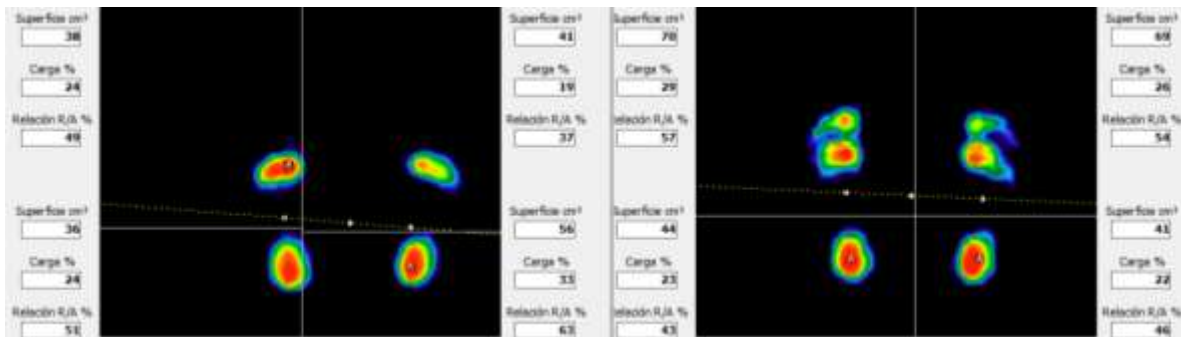 Superficie cm²
38
Carga %
24
Relación R/A %
49
Superficie cm²
36
Carga %
24
Relación R/A %
51
Superficie cm²
41
Carga %
19
Relación R/A %
37
Superficie cm²
56
Carga %
33
Relación R/A %
63
Superficie cm²
70
Carga %
29
elación R/A %
57
Superficie cm²
44
Carga %
23
elación R/A %
43
Superficie cm²
69
Carga %
26
Relación R/A %
54
Superficie cm²
41
Carga %
22
Relación R/A %
46